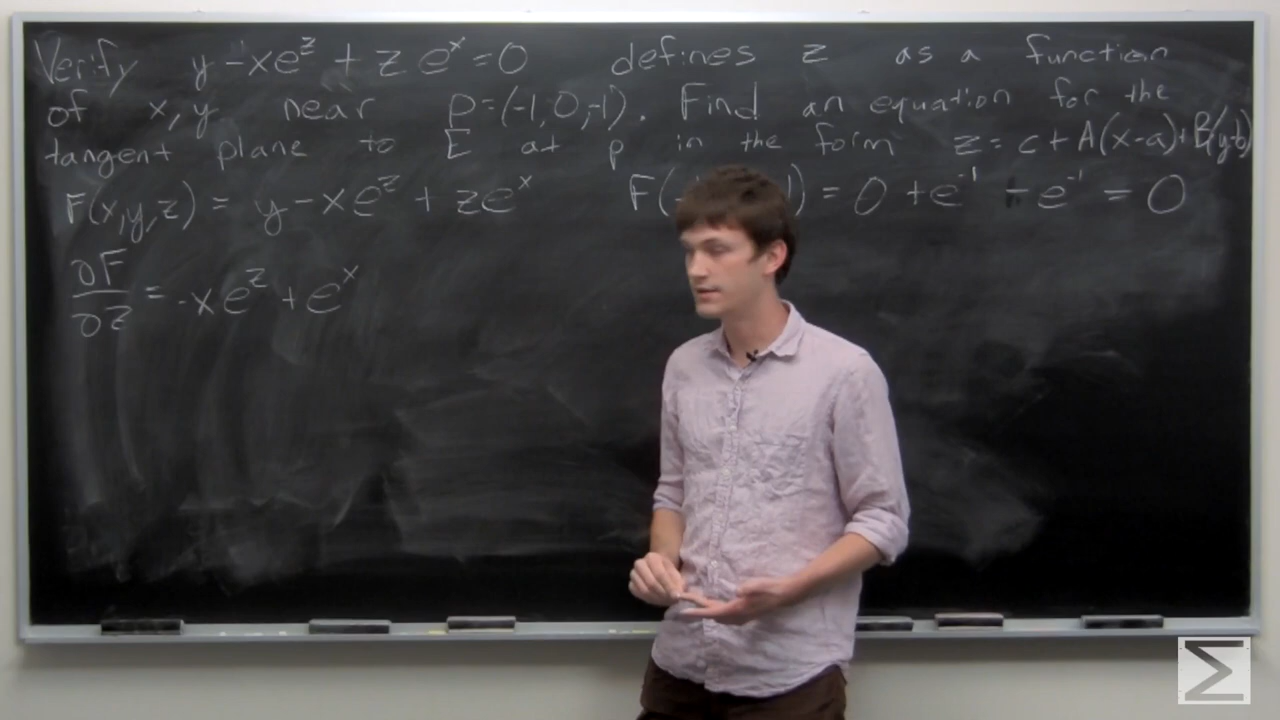 Verify y - xe^z + z e^x = 0 defines z as a function
of x, y near p = (-1, 0, -1). Find an equation for the
tangent plane to E at p in the form z = c + A(x-a) + B(y-b)
F(x,y,z) = y - xe^z + ze^x F( ) = 0 + e^-1 - e^-1 = 0
∂F/∂z = -xe^z + e^x
Σ